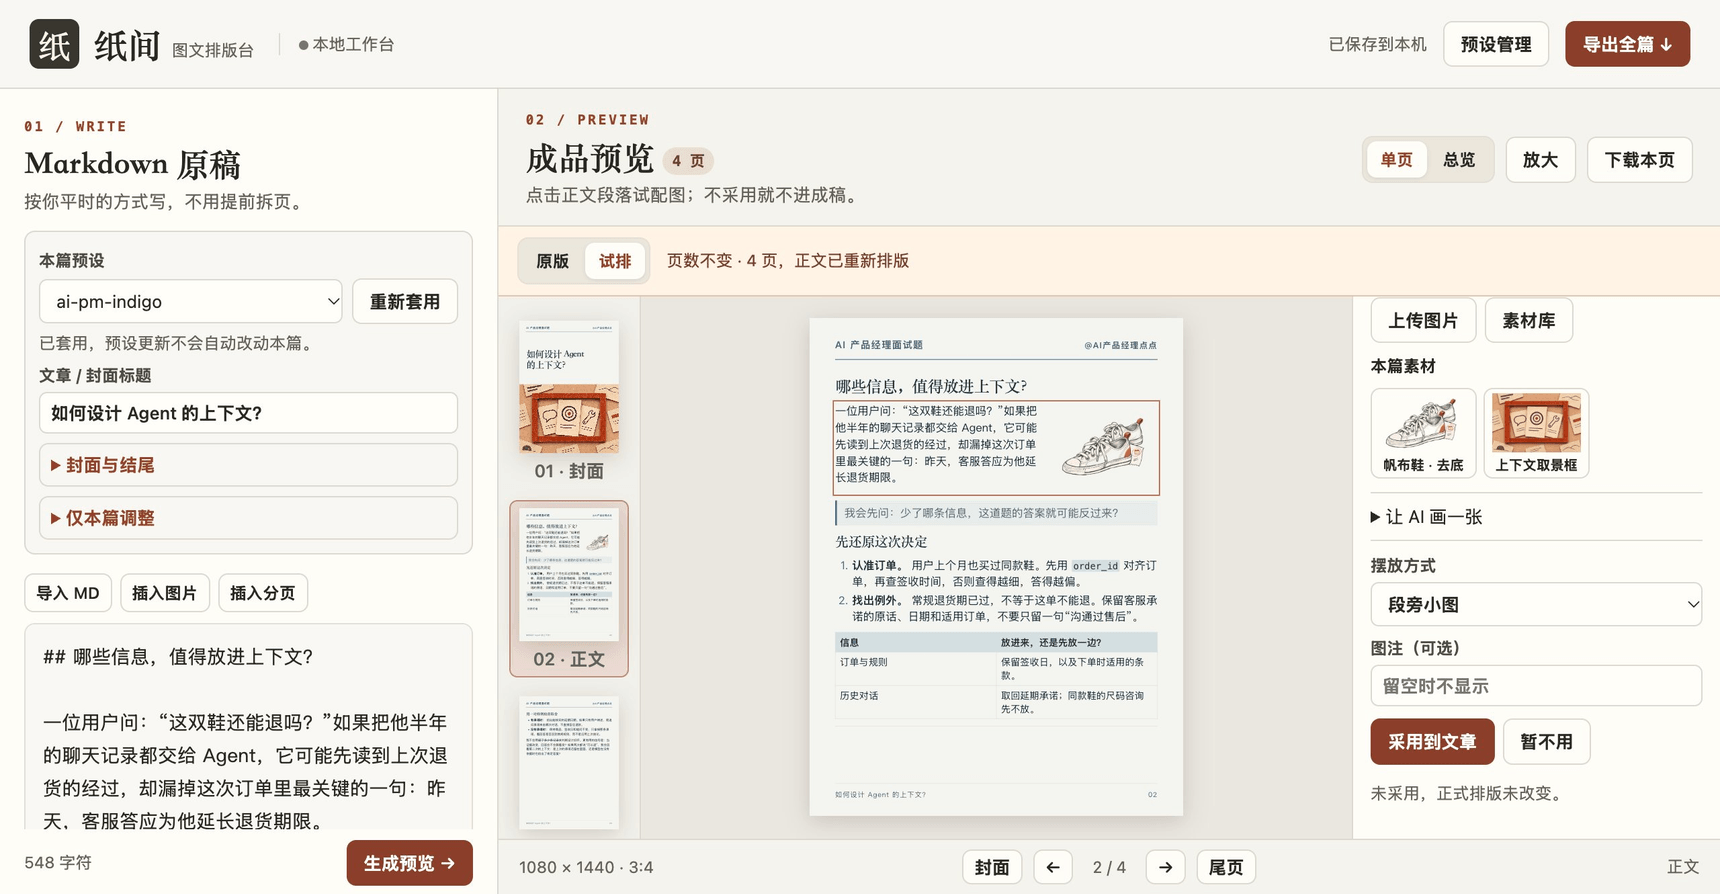 纸 纸间 图文排版台 本地工作台
已保存到本机 预设管理 导出全篇 ↓
01 / WRITE
Markdown 原稿
按你平时的方式写，不用提前拆页。
本篇预设
ai-pm-indigo 重新套用
已套用，预设更新不会自动改动本篇。
文章 / 封面标题
如何设计 Agent 的上下文？
封面与结尾
仅本篇调整
导入 MD 插入图片 插入分页
## 哪些信息，值得放进上下文？
一位用户问：“这双鞋还能退吗？”如果把他半年
的聊天记录都交给 Agent，它可能先读到上次退
货的经过，却漏掉这次订单里最关键的一句：昨
天，客服答应为他延长退货期限。
548 字符 生成预览 →
02 / PREVIEW
成品预览 4 页
点击正文段落试配图；不采用就不进成稿。
单页 总览 放大 下载本页
原版 试排 页数不变 · 4 页，正文已重新排版
如何设计 Agent
的上下文？
01 · 封面
02 · 正文
AI 产品经理面试题 @AI产品经理点点
哪些信息，值得放进上下文？
一位用户问：“这双鞋还能退吗？”如果把
他半年的聊天记录都交给 Agent，它可能
先读到上次退货的经过，却漏掉这次订单
里最关键的一句：昨天，客服答应为他延
长退货期限。
我会先问：少了哪条信息，这道题的答案就可能反过来？
先还原这次决定
1. 认准订单。 用户上个月也买过同款鞋。先用 order_id 对齐订
单，再查签收时间，否则查得越细，答得越偏。
2. 找出例外。 常规退货期已过，不等于这单不能退。保留客服承
诺的原话、日期和适用订单，不要只留一句“沟通过售后”。
信息 放进来，还是先放一边？
订单与规则 保留签收日，以及下单时适用的条
款。
历史对话 取回延期承诺；同款鞋的尺码咨询
先不放。
如何设计 Agent 的上下文？ 02
上传图片 素材库
本篇素材
帆布鞋 · 去底 上下文取景框
让 AI 画一张
摆放方式
段旁小图
图注（可选）
留空时不显示
采用到文章 暂不用
未采用，正式排版未改变。
1080 × 1440 · 3:4 封面 ← 2 / 4 → 尾页 正文